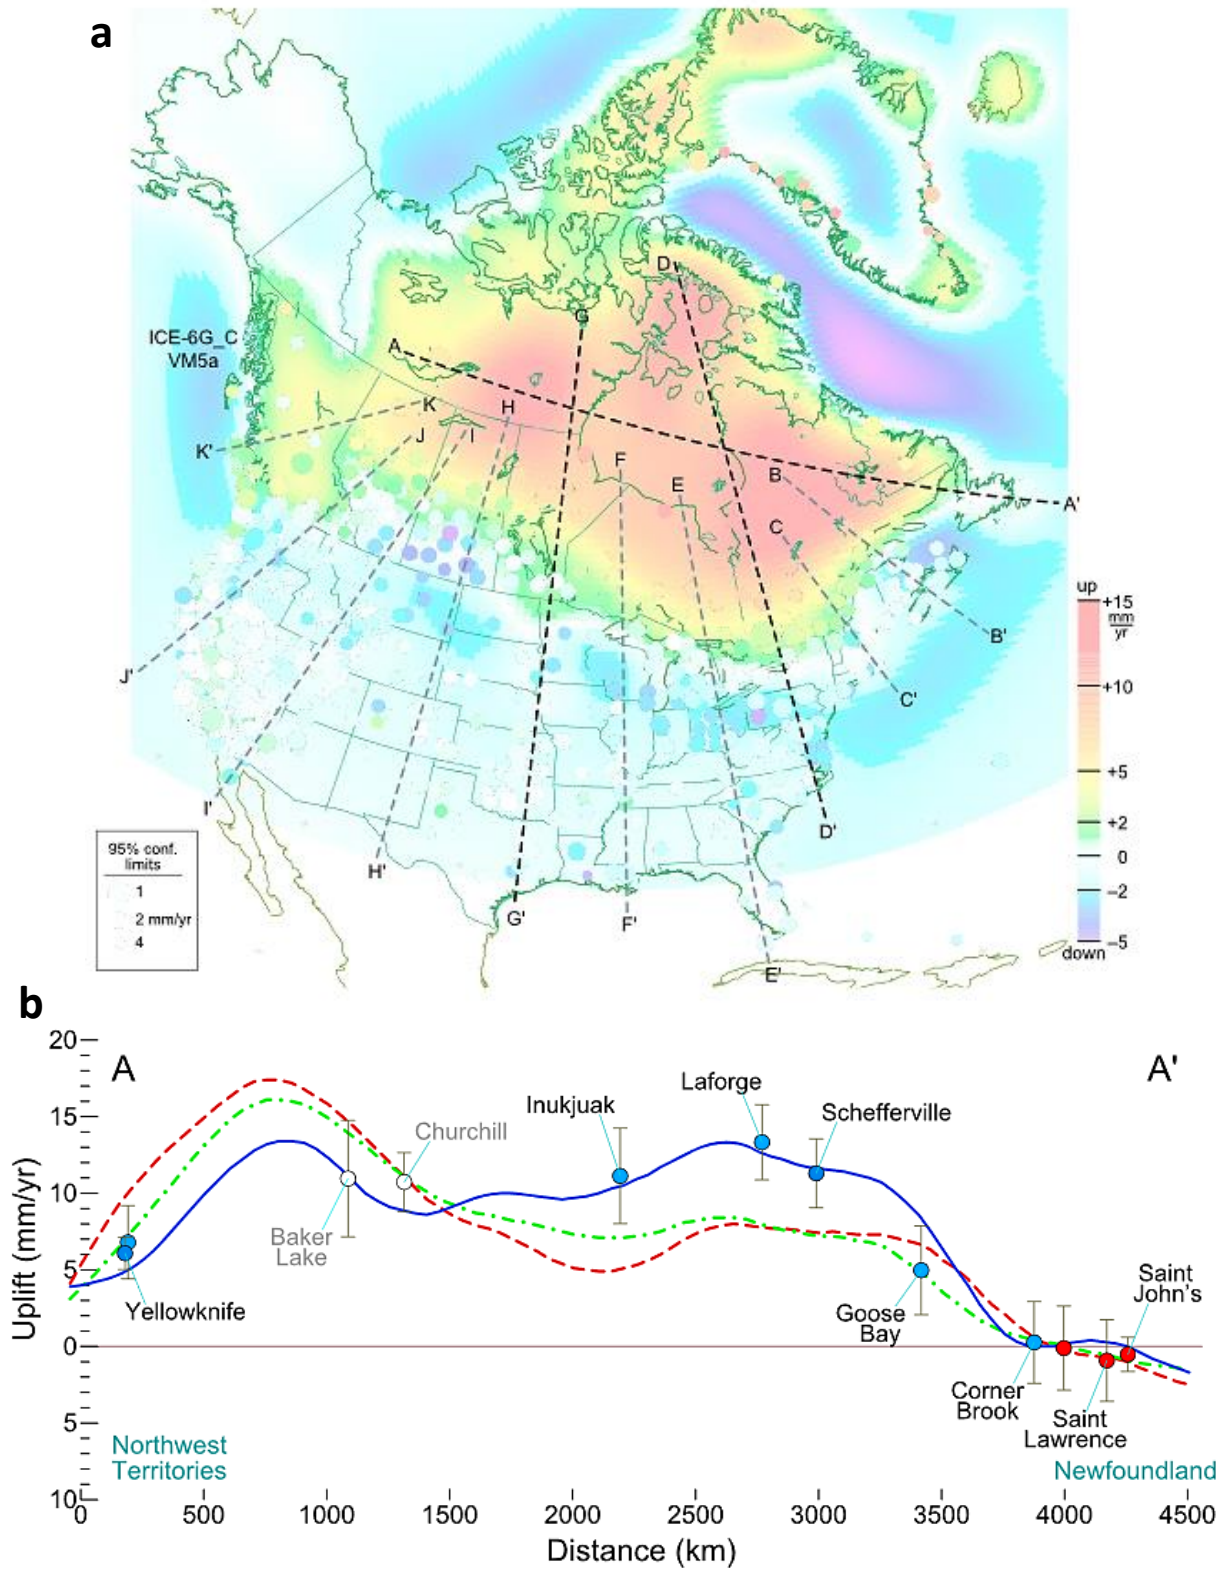 a
D
G
ICE-6G_C
VM5a
A
K
H
J
I
K'
F
E
B
A'
C
up
+15
mm
yr
B'
J'
+10
C'
+5
I'
+2
D'
95% conf.
limits
0
H'
1
−2
2 mm/yr
G'
F'
4
−5
down
E'
b
20
A
A'
Laforge
Inukjuak
Schefferville
15
Churchill
Uplift (mm/yr)
10
Baker
Lake
Saint
John's
5
Yellowknife
Goose
Bay
0
Corner
Brook
Saint
Lawrence
5
Northwest
Territories
Newfoundland
10
0
500
1000
1500
2000
2500
3000
3500
4000
4500
Distance (km)